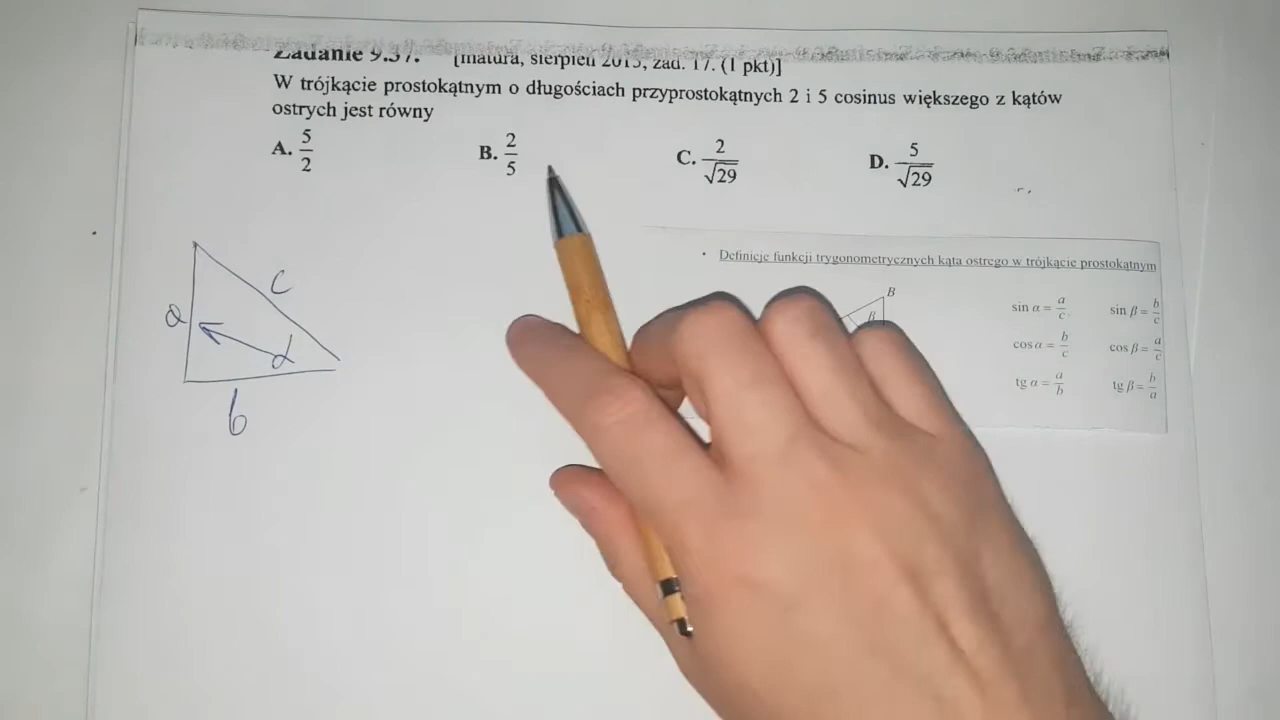 Zadanie 9.37. [matura, sierpień 2015, zad. 17. (1 pkt)]
W trójkącie prostokątnym o długościach przyprostokątnych 2 i 5 cosinus większego z kątów
ostrych jest równy
A. 5/2 B. 2/5 C. 2/√29 D. 5/√29
• Definicje funkcji trygonometrycznych kąta ostrego w trójkącie prostokątnym
B
β
sin α = a/c sin β = b/c
cos α = b/c cos β = a/c
tg α = a/b tg β = b/a
a
c
α
b